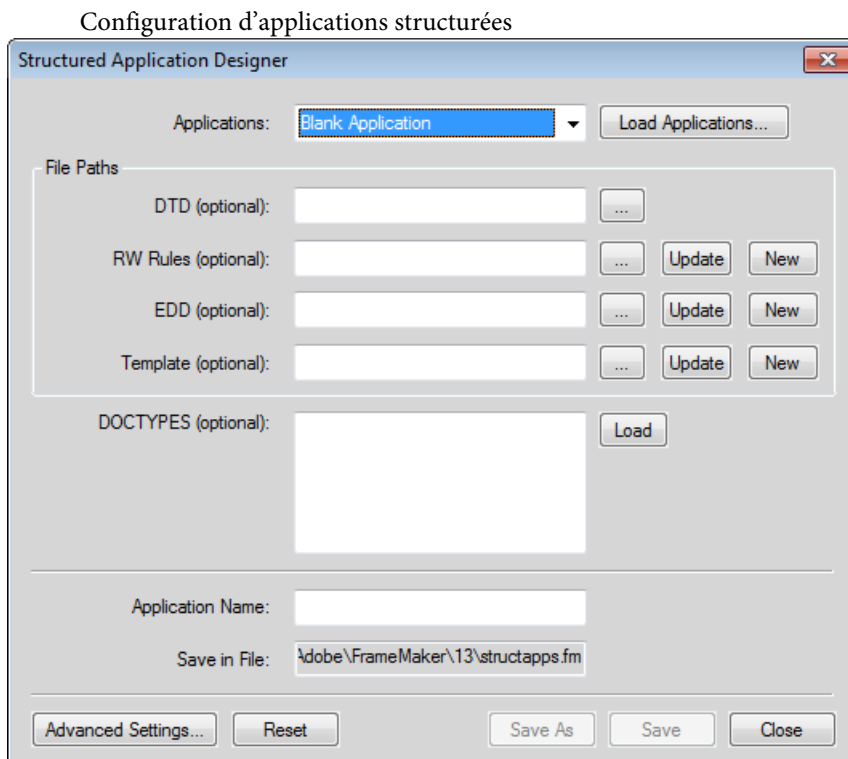 Configuration d’applications structurées
Structured Application Designer
Applications: Blank Application Load Applications...
File Paths
DTD (optional): ...
RW Rules (optional): ... Update New
EDD (optional): ... Update New
Template (optional): ... Update New
DOCTYPES (optional): Load
Application Name:
Save in File: \Adobe\FrameMaker\13\structapps.fm
Advanced Settings... Reset Save As Save Close